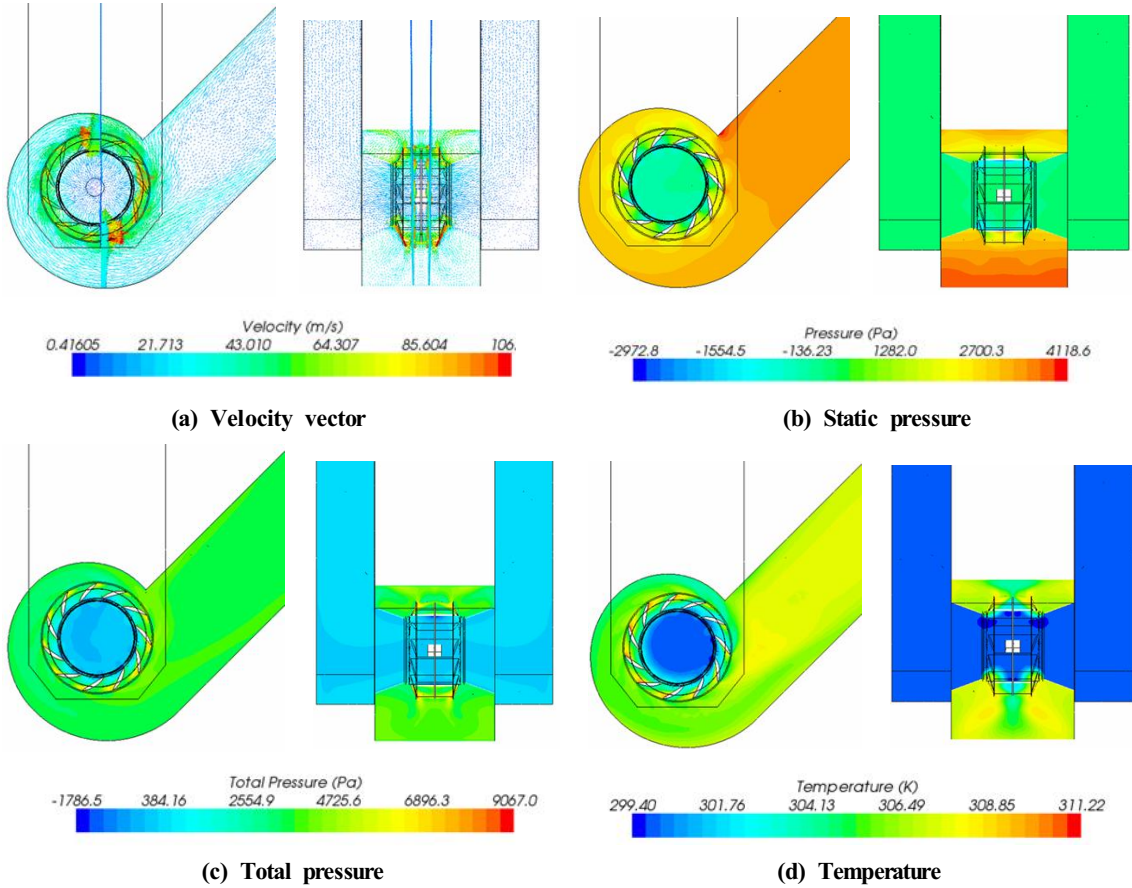 Velocity (m/s)
0.41605 21.713 43.010 64.307 85.604 106.
(a) Velocity vector
Pressure (Pa)
-2972.8 -1554.5 -136.23 1282.0 2700.3 4118.6
(b) Static pressure
Total Pressure (Pa)
-1786.5 384.16 2554.9 4725.6 6896.3 9067.0
(c) Total pressure
Temperature (K)
299.40 301.76 304.13 306.49 308.85 311.22
(d) Temperature